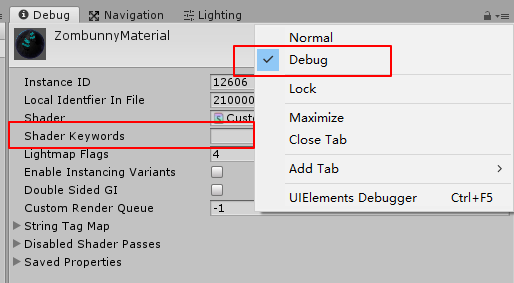 Debug Navigation Lighting
ZombunnyMaterial
Instance ID 12606
Local Identfier In File 210000
Shader Custo
Shader Keywords
Lightmap Flags 4
Enable Instancing Variants
Double Sided GI
Custom Render Queue -1
String Tag Map
Disabled Shader Passes
Saved Properties
Normal
Debug
Lock
Maximize
Close Tab
Add Tab
UIElements Debugger Ctrl+F5